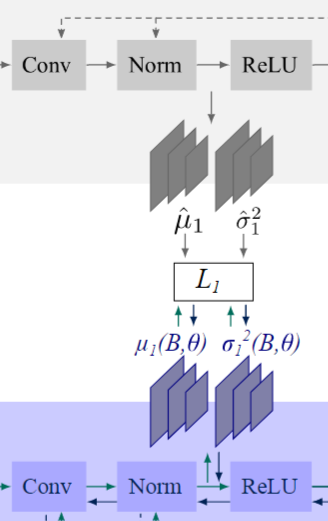 Conv Norm ReLU
μ̂₁ σ̂₁²
L₁
μ₁(B,θ) σ₁²(B,θ)
Conv Norm ReLU